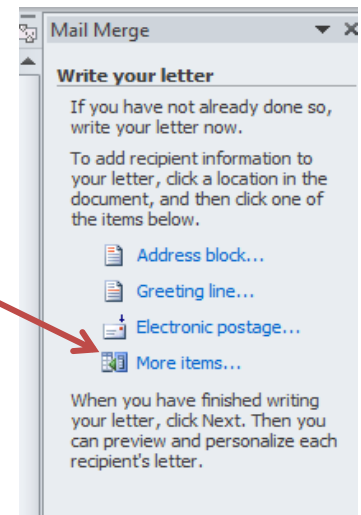 Mail Merge
Write your letter
If you have not already done so,
write your letter now.
To add recipient information to
your letter, click a location in the
document, and then click one of
the items below.
Address block...
Greeting line...
Electronic postage...
More items...
When you have finished writing
your letter, click Next. Then you
can preview and personalize each
recipient's letter.